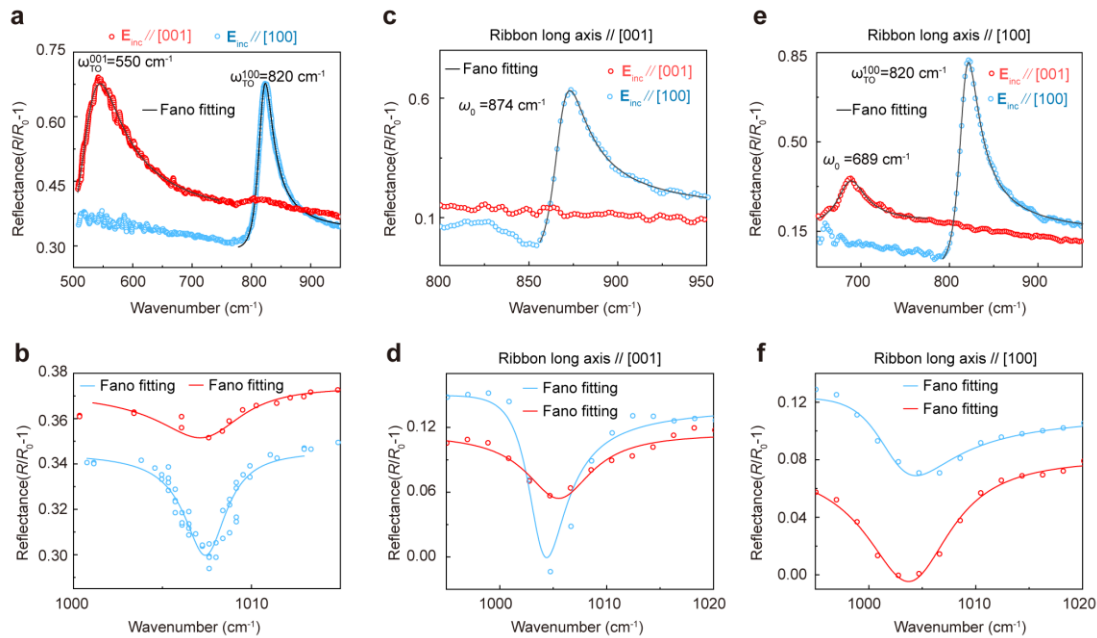 a
E_inc // [001]
E_inc // [100]
ω_TO^001=550 cm⁻¹
ω_TO^100=820 cm⁻¹
Fano fitting
0.75
0.60
0.45
0.30
Reflectance(R/R₀-1)
500 600 700 800 900
Wavenumber (cm⁻¹)
c
Ribbon long axis // [001]
Fano fitting
E_inc // [001]
E_inc // [100]
ω₀ =874 cm⁻¹
0.6
0.1
Reflectance(R/R₀-1)
800 850 900 950
Wavenumber (cm⁻¹)
e
Ribbon long axis // [100]
ω_TO^100=820 cm⁻¹
E_inc // [001]
E_inc // [100]
Fano fitting
ω₀ =689 cm⁻¹
0.85
0.50
0.15
Reflectance(R/R₀-1)
700 800 900
Wavenumber (cm⁻¹)
b
Fano fitting
Fano fitting
0.38
0.36
0.34
0.32
0.30
Reflectance(R/R₀-1)
1000 1010
Wavenumber (cm⁻¹)
d
Ribbon long axis // [001]
Fano fitting
Fano fitting
0.12
0.06
0.00
Reflectance(R/R₀-1)
1000 1010 1020
Wavenumber (cm⁻¹)
f
Ribbon long axis // [100]
Fano fitting
Fano fitting
0.12
0.08
0.04
0.00
Reflectance(R/R₀-1)
1000 1010 1020
Wavenumber (cm⁻¹)